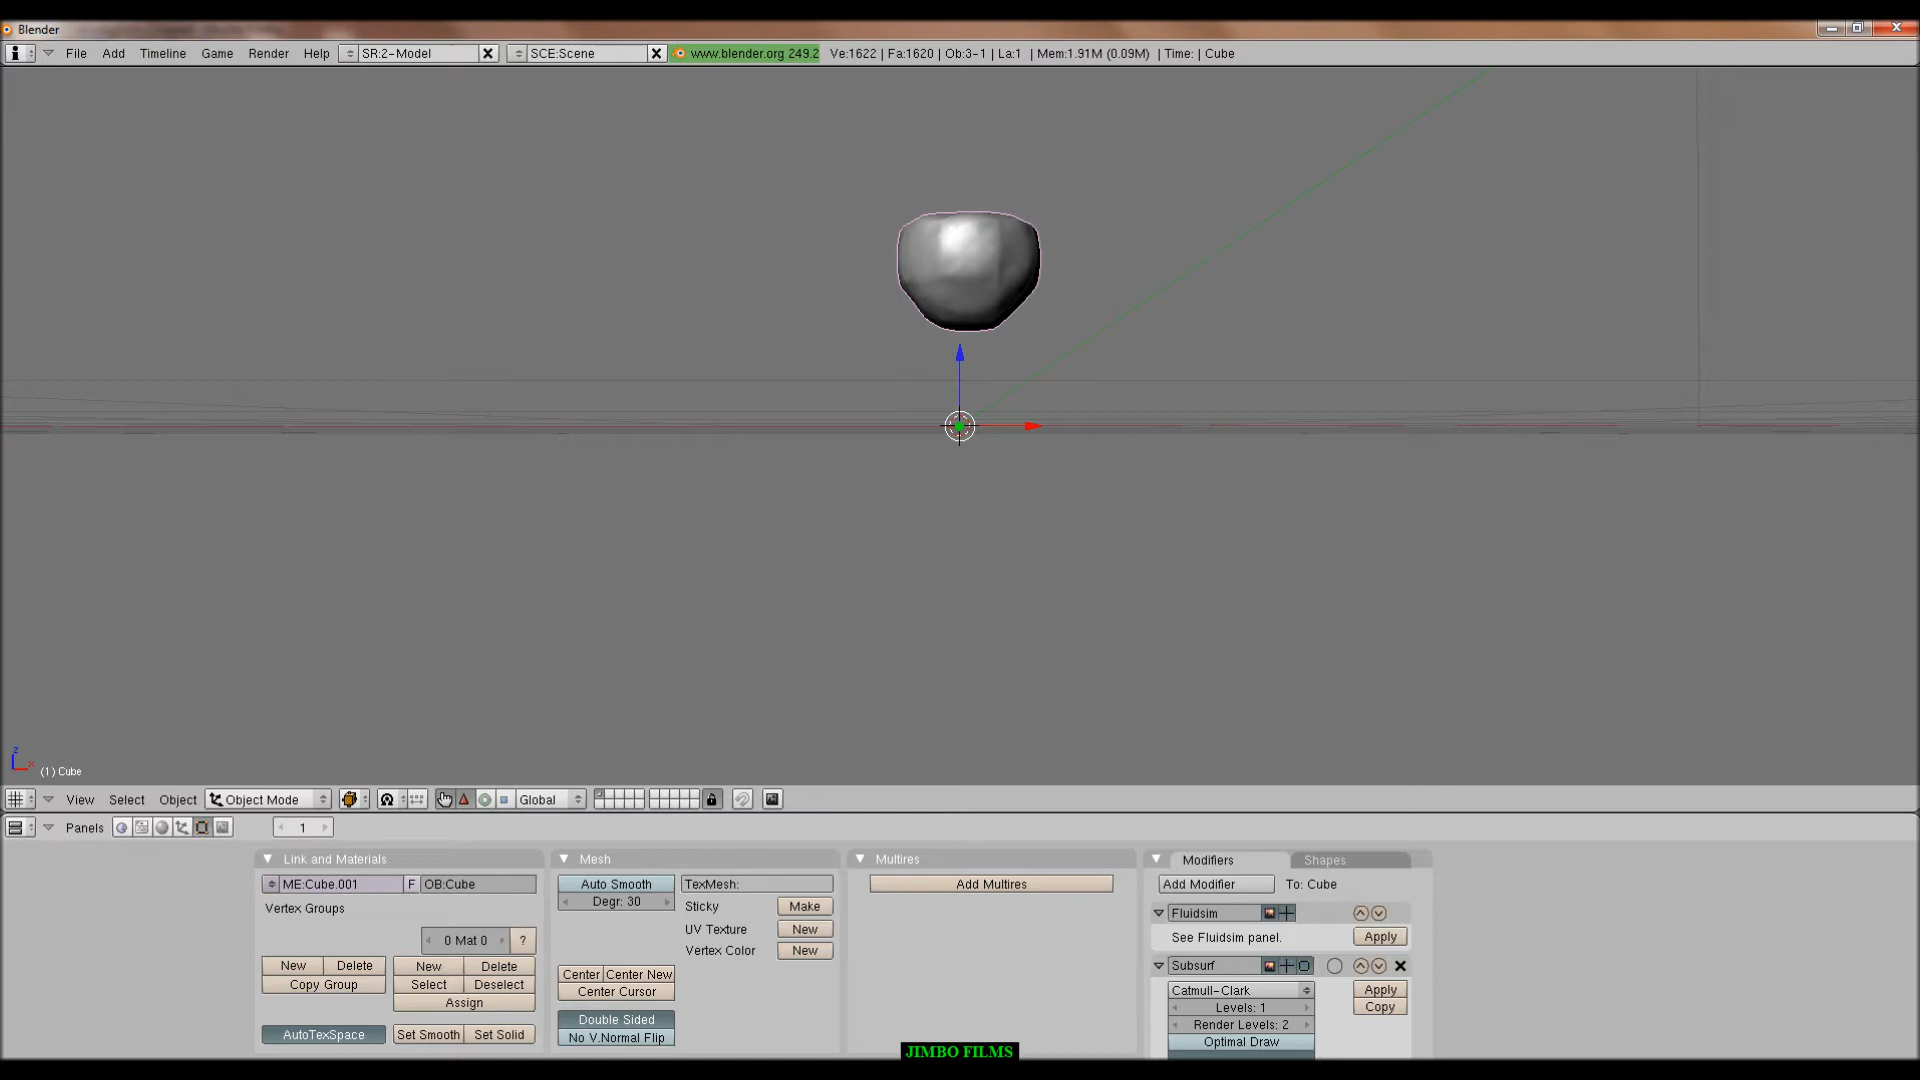 Blender
File Add Timeline Game Render Help SR:2-Model SCE:Scene www.blender.org 249.2 Ve:1622 | Fa:1620 | Ob:3-1 | La:1 | Mem:1.91M (0.09M) | Time: | Cube
z
x
(1) Cube
View Select Object Object Mode Global
Panels 1
Link and Materials
ME:Cube.001 F OB:Cube
Vertex Groups
0 Mat 0 ?
New Delete New Delete
Copy Group Select Deselect
Assign
AutoTexSpace Set Smooth Set Solid
Mesh
Auto Smooth TexMesh:
Degr: 30 Sticky Make
UV Texture New
Vertex Color New
Center Center New
Center Cursor
Double Sided
No V.Normal Flip
Multires
Add Multires
Modifiers Shapes
Add Modifier To: Cube
Fluidsim
See Fluidsim panel. Apply
Subsurf
Catmull-Clark Apply
Levels: 1 Copy
Render Levels: 2
Optimal Draw
JIMBO FILMS